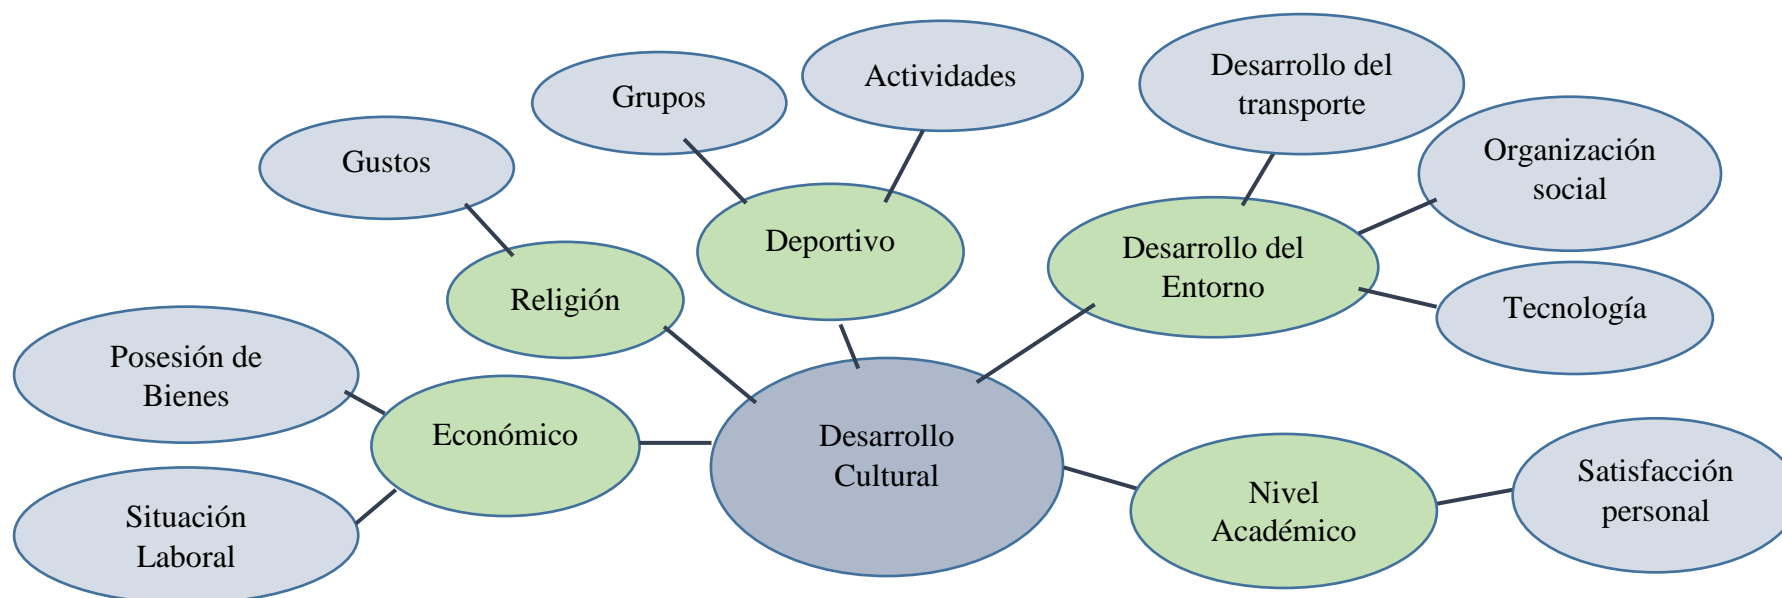 Desarrollo del
transporte
Actividades
Grupos
Organización
social
Gustos
Deportivo
Desarrollo del
Entorno
Religión
Tecnología
Posesión de
Bienes
Económico
Desarrollo
Cultural
Nivel
Académico
Satisfacción
personal
Situación
Laboral